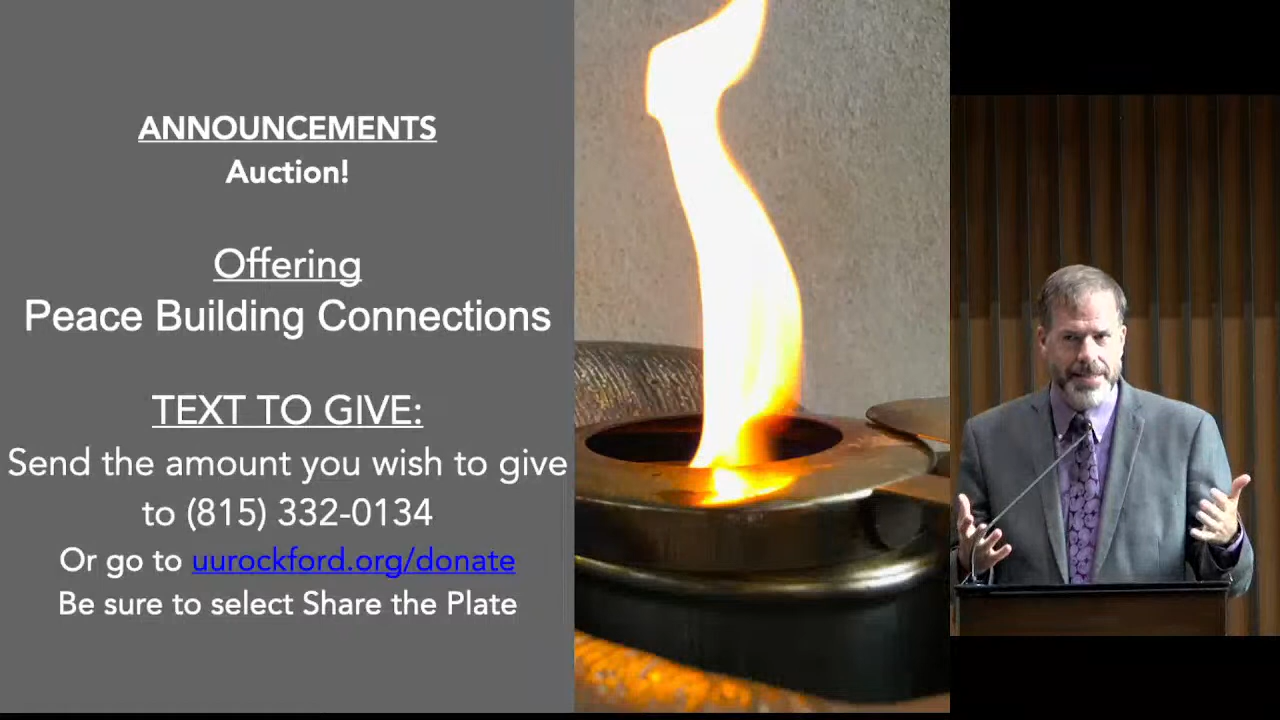 ANNOUNCEMENTS
Auction!
Offering
Peace Building Connections
TEXT TO GIVE:
Send the amount you wish to give
to (815) 332-0134
Or go to uurockford.org/donate
Be sure to select Share the Plate